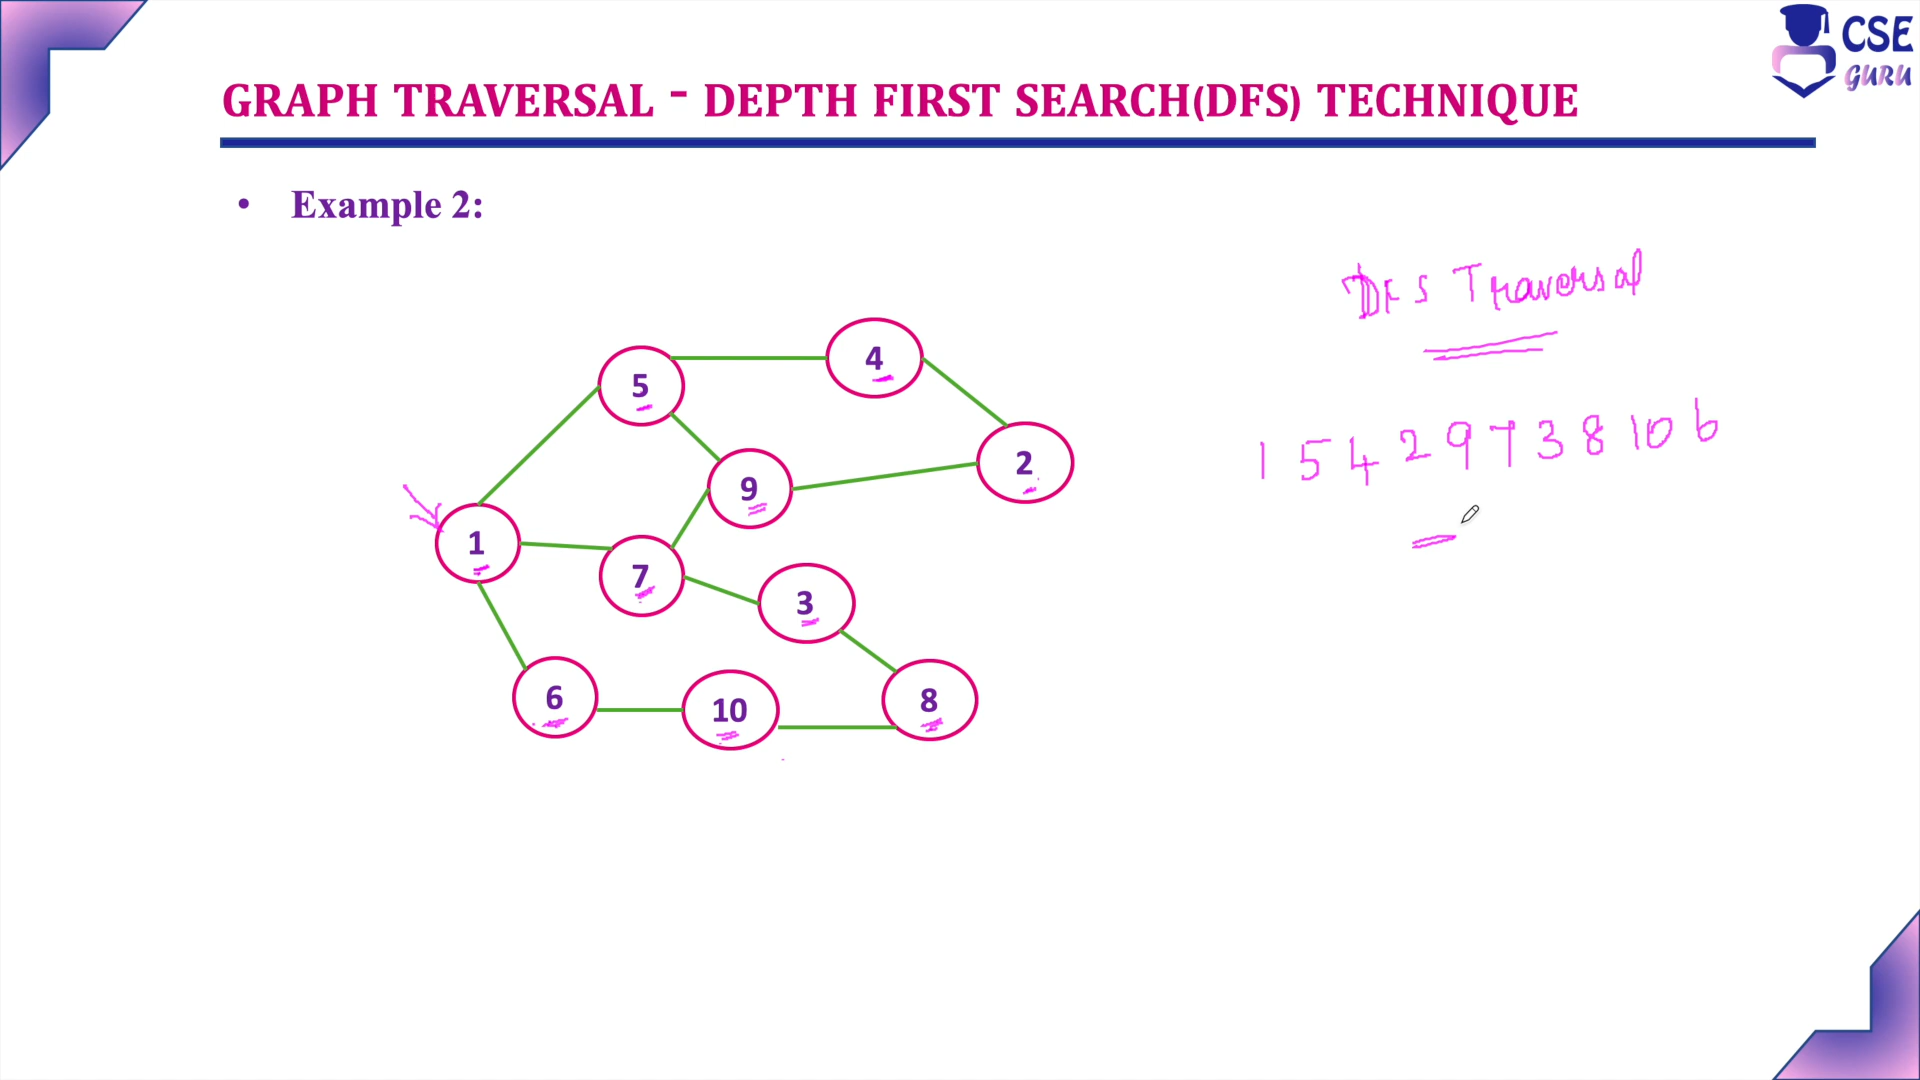 CSE
GURU
GRAPH TRAVERSAL - DEPTH FIRST SEARCH(DFS) TECHNIQUE
• Example 2:
DFS Traversal
4
5
1 5 4 2 9 7 3 8 10 6
2
9
1
7
3
6
10
8